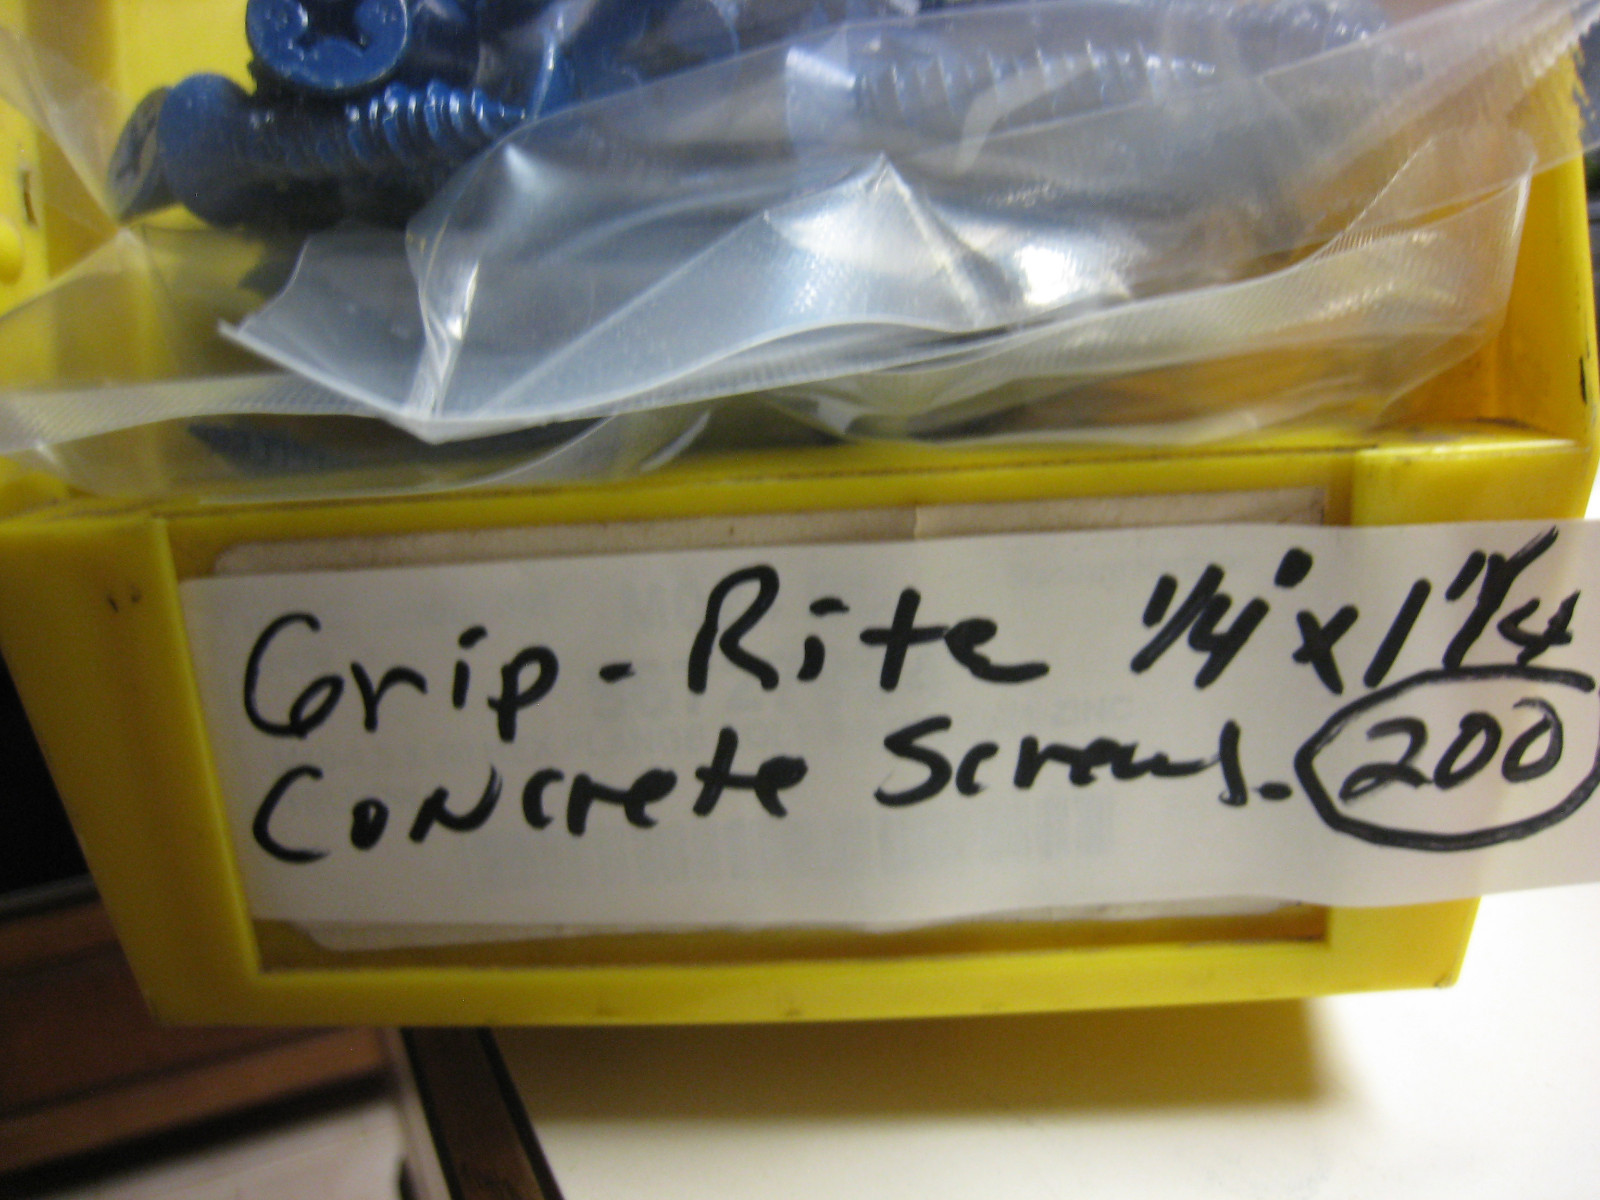 Grip-Rite 1/4" x 1 1/4
Concrete Screws. 200